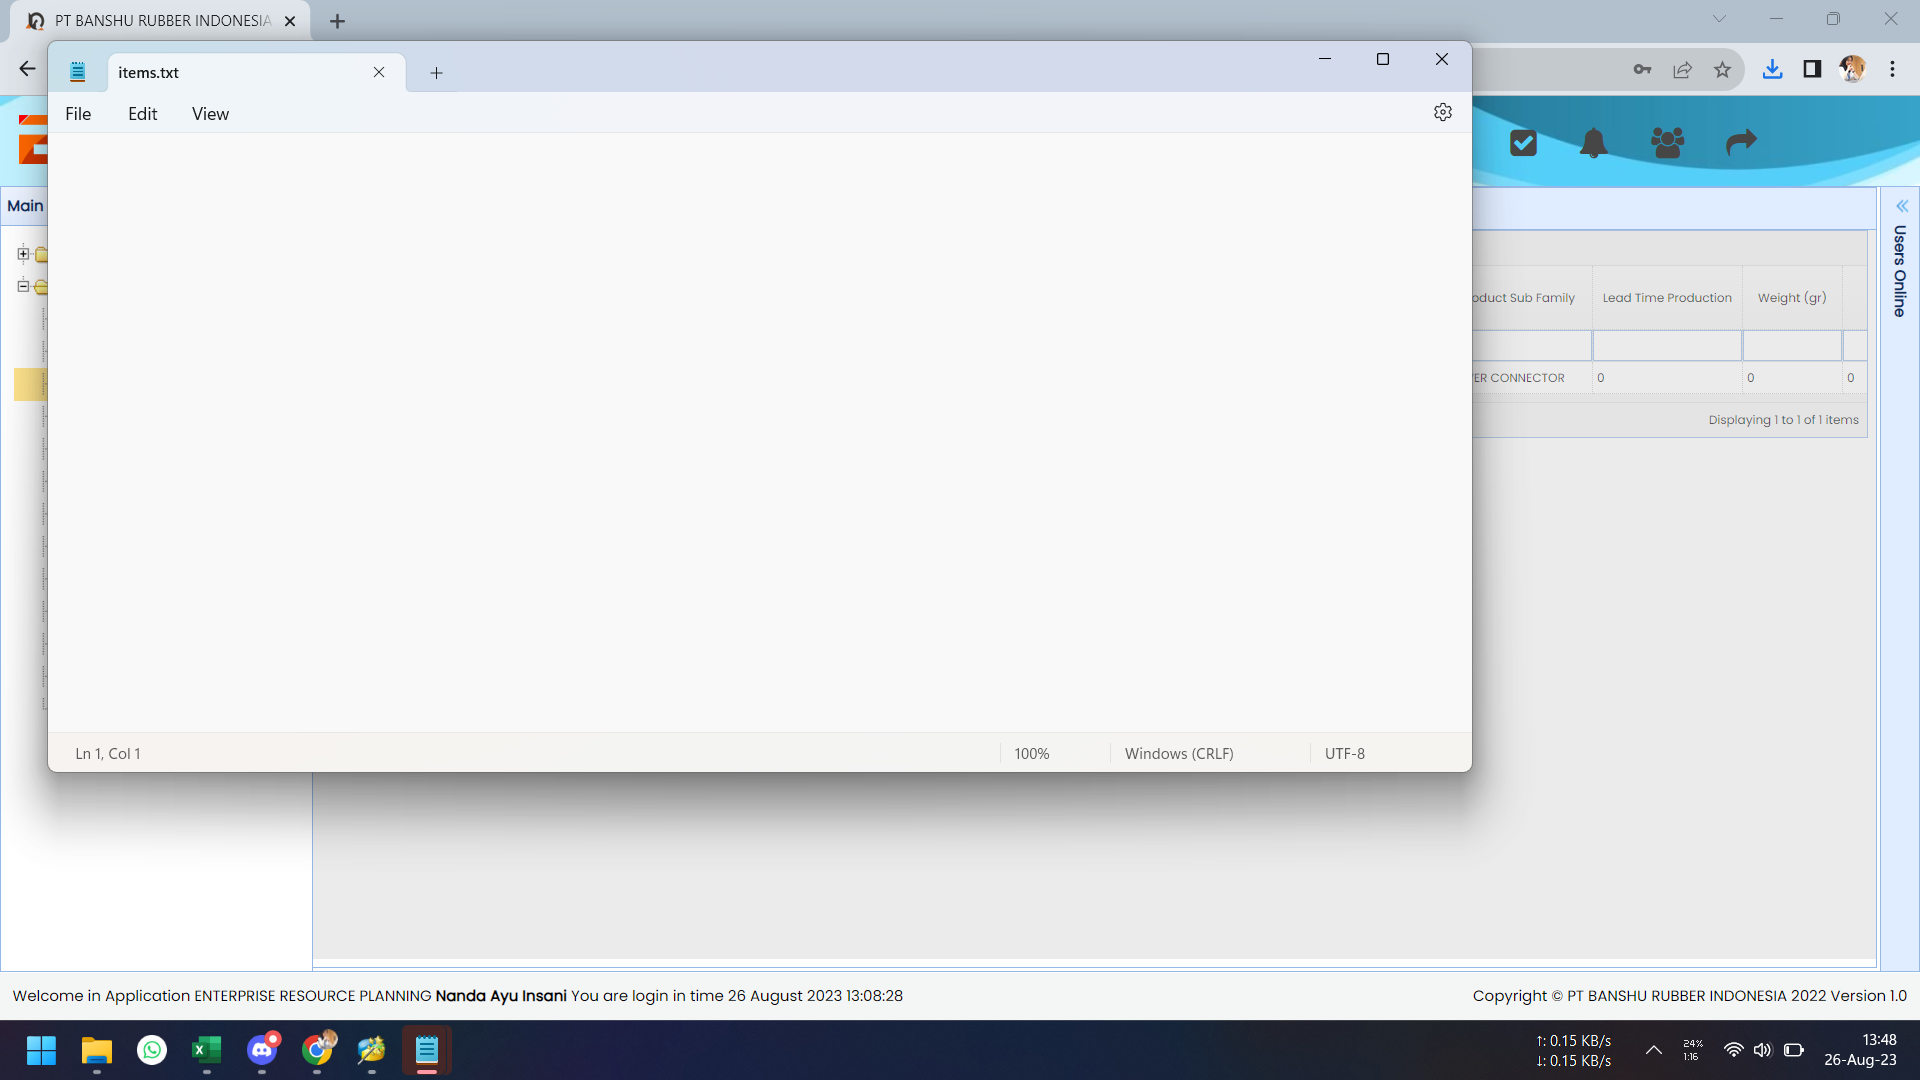 PT BANSHU RUBBER INDONESIA
items.txt
File Edit View
Main
Users Online
oduct Sub Family Lead Time Production Weight (gr)
ER CONNECTOR 0 0 0
Displaying 1 to 1 of 1 items
Ln 1, Col 1 100% Windows (CRLF) UTF-8
Welcome in Application ENTERPRISE RESOURCE PLANNING Nanda Ayu Insani You are login in time 26 August 2023 13:08:28
Copyright © PT BANSHU RUBBER INDONESIA 2022 Version 1.0
↑: 0.15 KB/s
↓: 0.15 KB/s
24%
1:16
13:48
26-Aug-23